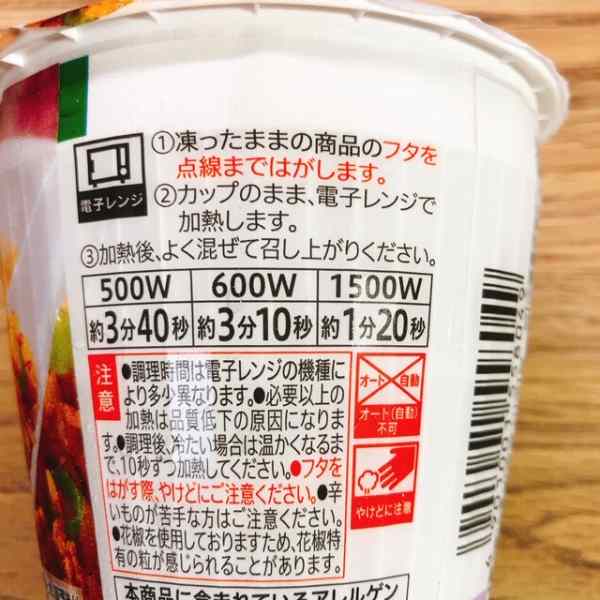 ①凍ったままの商品のフタを
点線まではがします。
電子レンジ
②カップのまま、電子レンジで
加熱します。
③加熱後、よく混ぜて召し上がりください。
500W 600W 1500W
約3分40秒 約3分10秒 約1分20秒
注意
●調理時間は電子レンジの機種に
より多少異なります。●必要以上の
加熱は品質低下の原因になりま
す。●調理後、冷たい場合は温かくなるま
で、10秒ずつ加熱してください。●フタを
はがす際、やけどにご注意ください。●辛
いものが苦手な方はご注意ください。
●花椒を使用しておりますため、花椒特
有の粒が感じられることがあります。
オート 自動
オート(自動)
不可
やけどに注意
本商品に含まれているアレルゲン